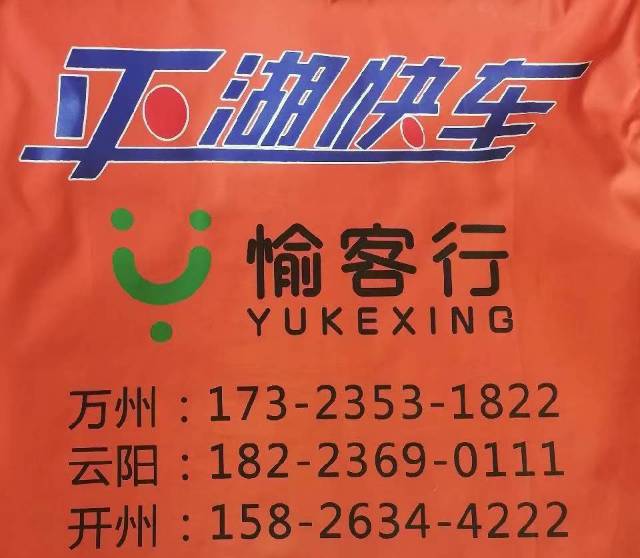 平湖快车
愉客行
YUKEXING
万州：173-2353-1822
云阳：182-2369-0111
开州：158-2634-4222